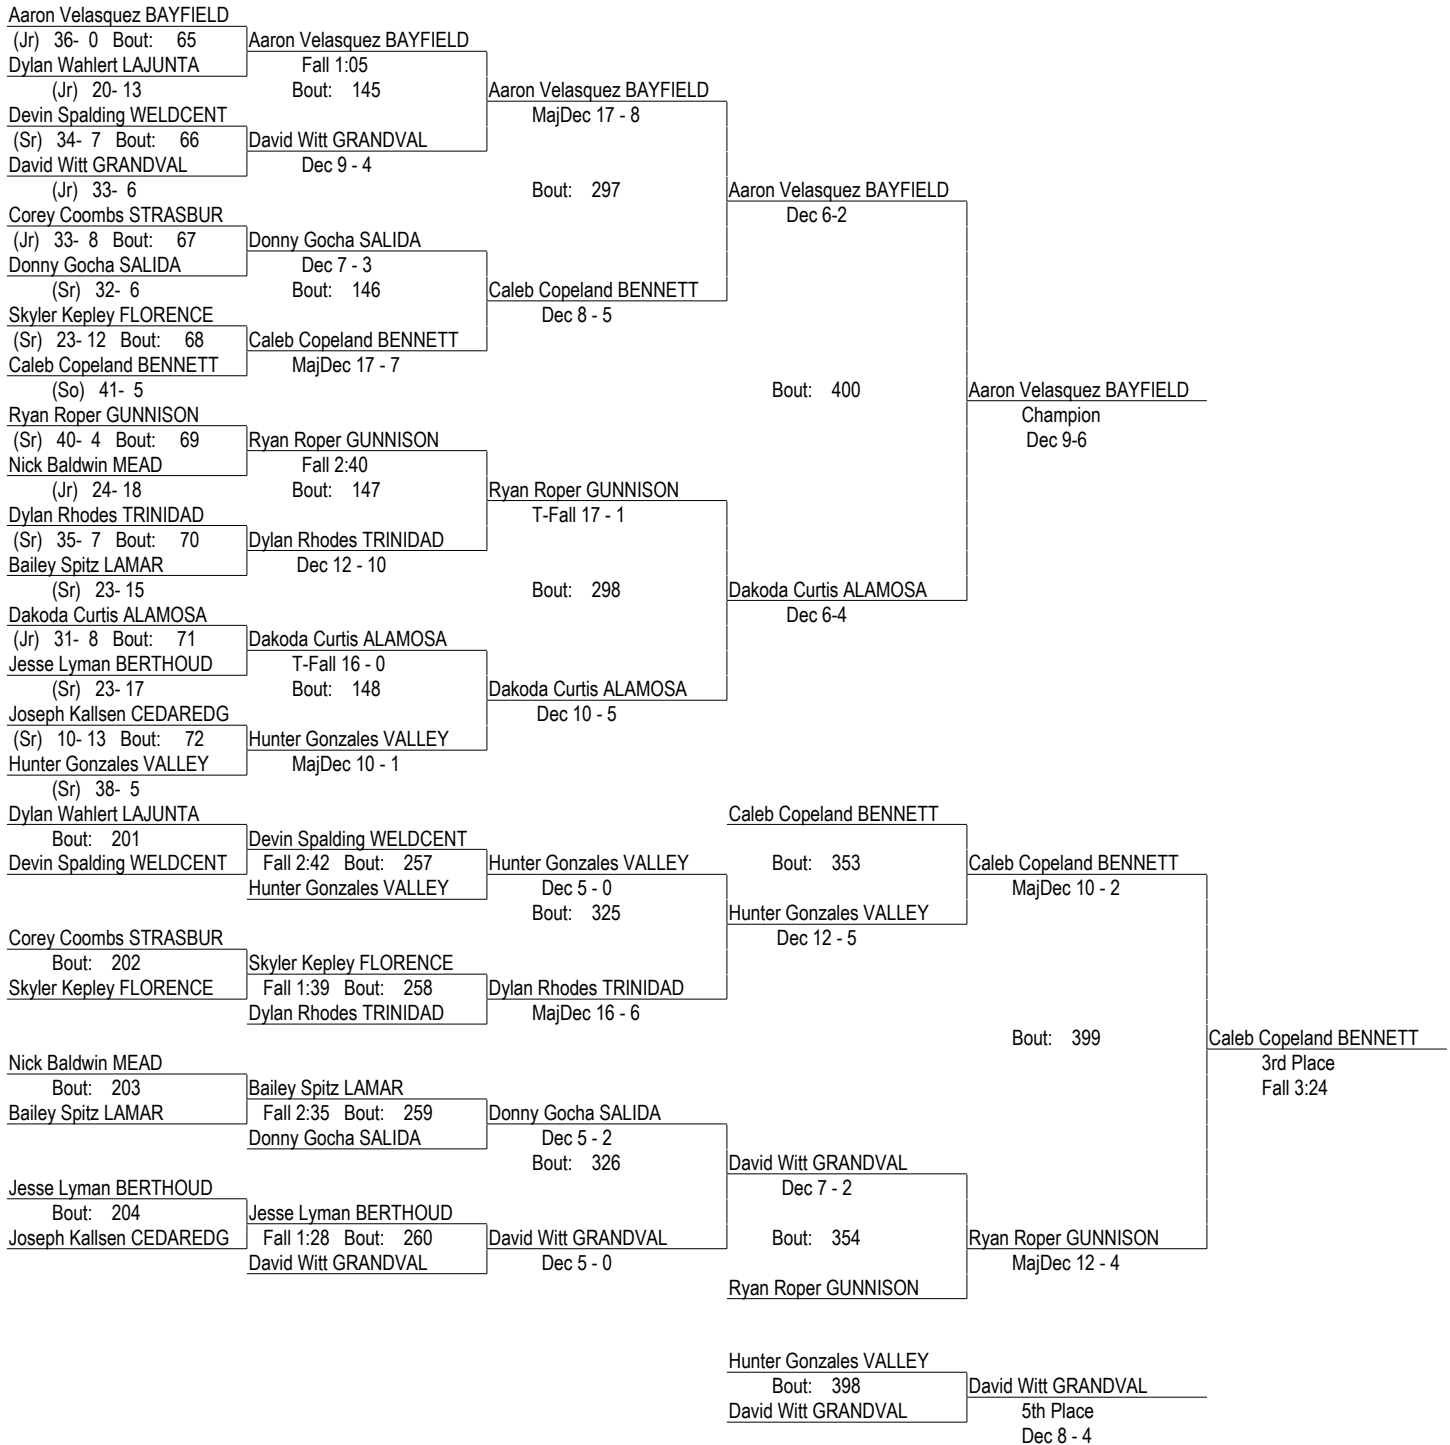 Aaron Velasquez BAYFIELD
(Jr) 36- 0 Bout: 65 Aaron Velasquez BAYFIELD
Dylan Wahlert LAJUNTA Fall 1:05
(Jr) 20- 13 Bout: 145 Aaron Velasquez BAYFIELD
Devin Spalding WELDCENT MajDec 17 - 8
(Sr) 34- 7 Bout: 66 David Witt GRANDVAL
David Witt GRANDVAL Dec 9 - 4
(Jr) 33- 6 Bout: 297 Aaron Velasquez BAYFIELD
Corey Coombs STRASBUR Dec 6-2
(Jr) 33- 8 Bout: 67 Donny Gocha SALIDA
Donny Gocha SALIDA Dec 7 - 3
(Sr) 32- 6 Bout: 146 Caleb Copeland BENNETT
Skyler Kepley FLORENCE Dec 8 - 5
(Sr) 23- 12 Bout: 68 Caleb Copeland BENNETT
Caleb Copeland BENNETT MajDec 17 - 7
(So) 41- 5 Bout: 400 Aaron Velasquez BAYFIELD
Ryan Roper GUNNISON Champion
(Sr) 40- 4 Bout: 69 Ryan Roper GUNNISON Dec 9-6
Nick Baldwin MEAD Fall 2:40
(Jr) 24- 18 Bout: 147 Ryan Roper GUNNISON
Dylan Rhodes TRINIDAD T-Fall 17 - 1
(Sr) 35- 7 Bout: 70 Dylan Rhodes TRINIDAD
Bailey Spitz LAMAR Dec 12 - 10
(Sr) 23- 15 Bout: 298 Dakoda Curtis ALAMOSA
Dakoda Curtis ALAMOSA Dec 6-4
(Jr) 31- 8 Bout: 71 Dakoda Curtis ALAMOSA
Jesse Lyman BERTHOUD T-Fall 16 - 0
(Sr) 23- 17 Bout: 148 Dakoda Curtis ALAMOSA
Joseph Kallsen CEDAREDG Dec 10 - 5
(Sr) 10- 13 Bout: 72 Hunter Gonzales VALLEY
Hunter Gonzales VALLEY MajDec 10 - 1
(Sr) 38- 5
Dylan Wahlert LAJUNTA Caleb Copeland BENNETT
Bout: 201 Devin Spalding WELDCENT
Devin Spalding WELDCENT Fall 2:42 Bout: 257 Hunter Gonzales VALLEY Bout: 353 Caleb Copeland BENNETT
Hunter Gonzales VALLEY Dec 5 - 0 MajDec 10 - 2
Bout: 325 Hunter Gonzales VALLEY
Corey Coombs STRASBUR Dec 12 - 5
Bout: 202 Skyler Kepley FLORENCE
Skyler Kepley FLORENCE Fall 1:39 Bout: 258 Dylan Rhodes TRINIDAD
Dylan Rhodes TRINIDAD MajDec 16 - 6
Bout: 399 Caleb Copeland BENNETT
Nick Baldwin MEAD 3rd Place
Bout: 203 Bailey Spitz LAMAR Fall 3:24
Bailey Spitz LAMAR Fall 2:35 Bout: 259 Donny Gocha SALIDA
Donny Gocha SALIDA Dec 5 - 2
Bout: 326 David Witt GRANDVAL
Jesse Lyman BERTHOUD Dec 7 - 2
Bout: 204 Jesse Lyman BERTHOUD
Joseph Kallsen CEDAREDG Fall 1:28 Bout: 260 David Witt GRANDVAL Bout: 354 Ryan Roper GUNNISON
David Witt GRANDVAL Dec 5 - 0 MajDec 12 - 4
Ryan Roper GUNNISON
Hunter Gonzales VALLEY
Bout: 398 David Witt GRANDVAL
David Witt GRANDVAL 5th Place
Dec 8 - 4